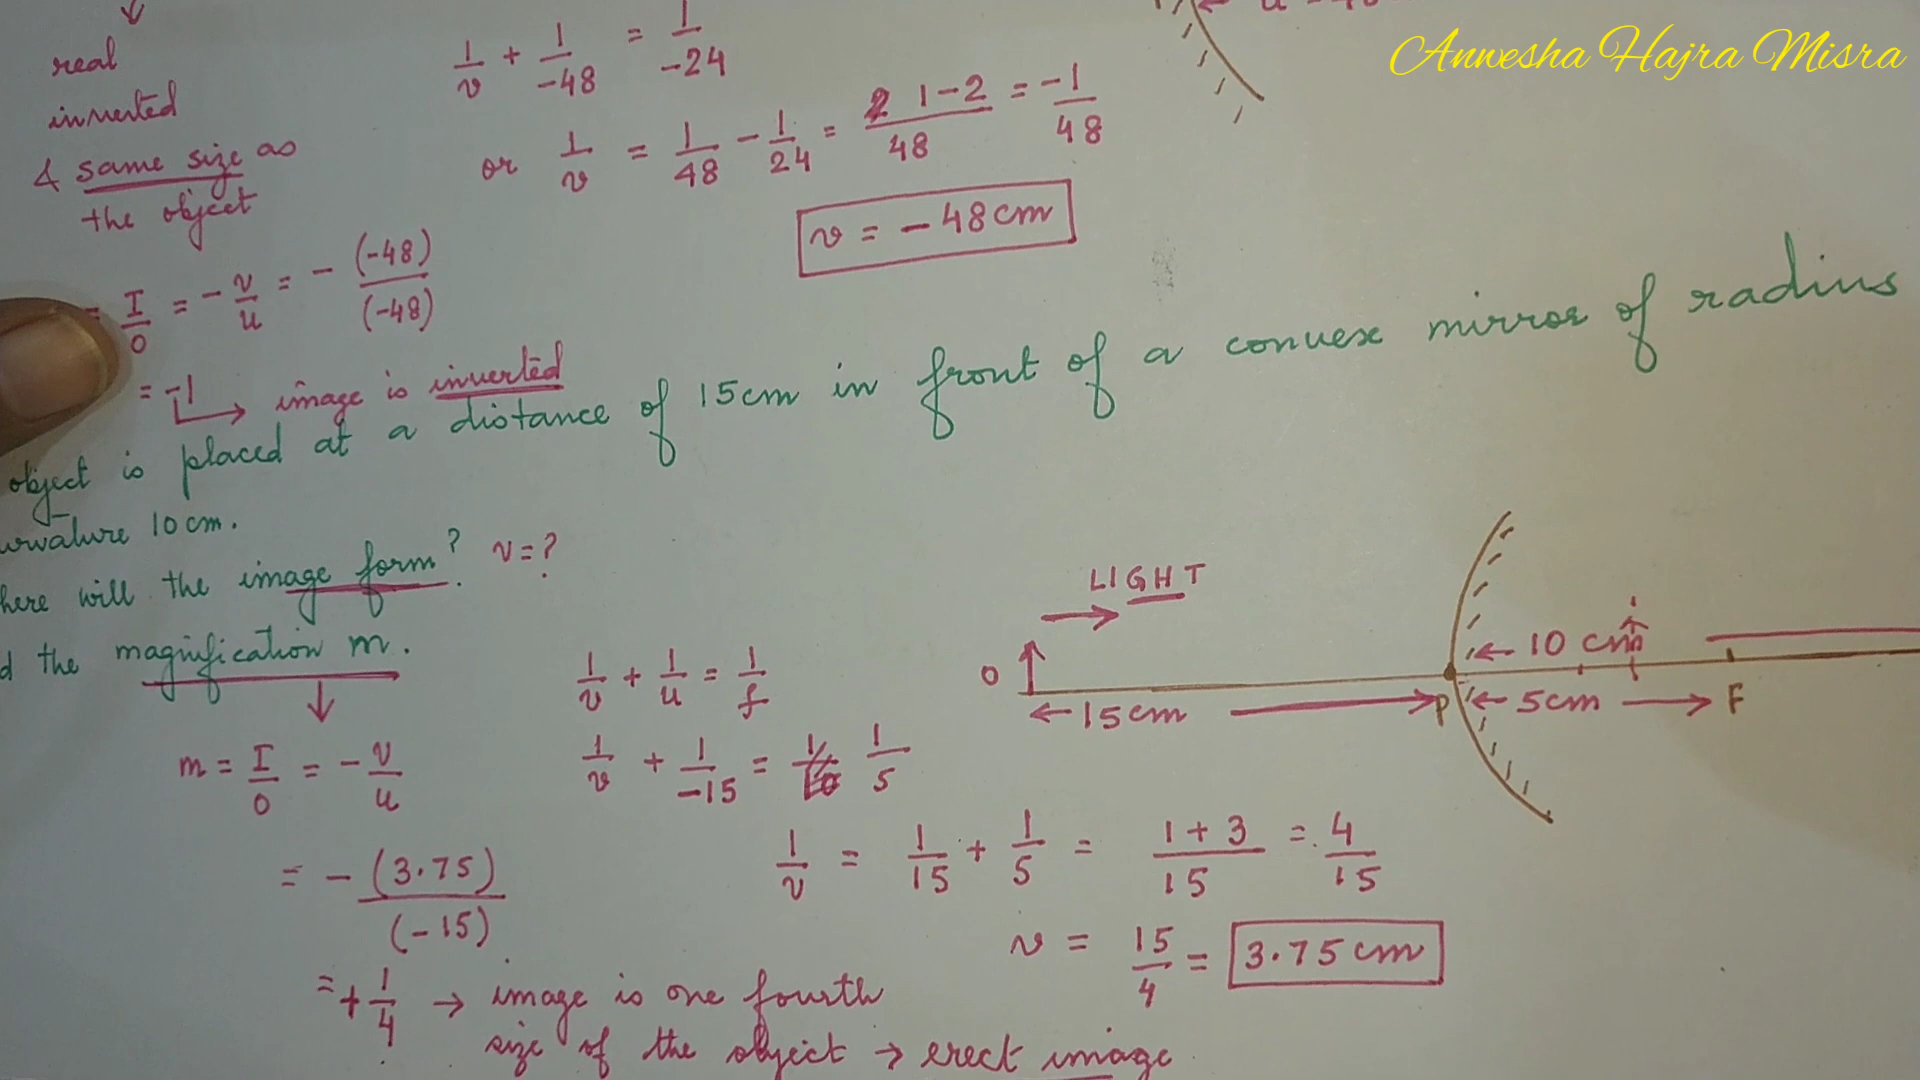 Anwesha Hajra Misra
real
inverted
& same size as
the object
1/v + 1/-48 = 1/-24
or 1/v = 1/48 - 1/24 = 1-2/48 = -1/48
v = - 48 cm
= I/O = - v/u = - (-48)/(-48)
= -1 → image is inverted
object is placed at a distance of 15cm in front of a convex mirror of radius
urvature 10 cm.
here will the image form? v = ?
d the magnification m.
m = I/O = - v/u
= - (3.75)/(-15)
= + 1/4 → image is one fourth
size of the object → erect image
1/v + 1/u = 1/f
1/v + 1/-15 = 1/5
1/v = 1/15 + 1/5 = 1+3/15 = 4/15
v = 15/4 = 3.75 cm
LIGHT
O
← 10 cm
← 15 cm → P ← 5cm → F